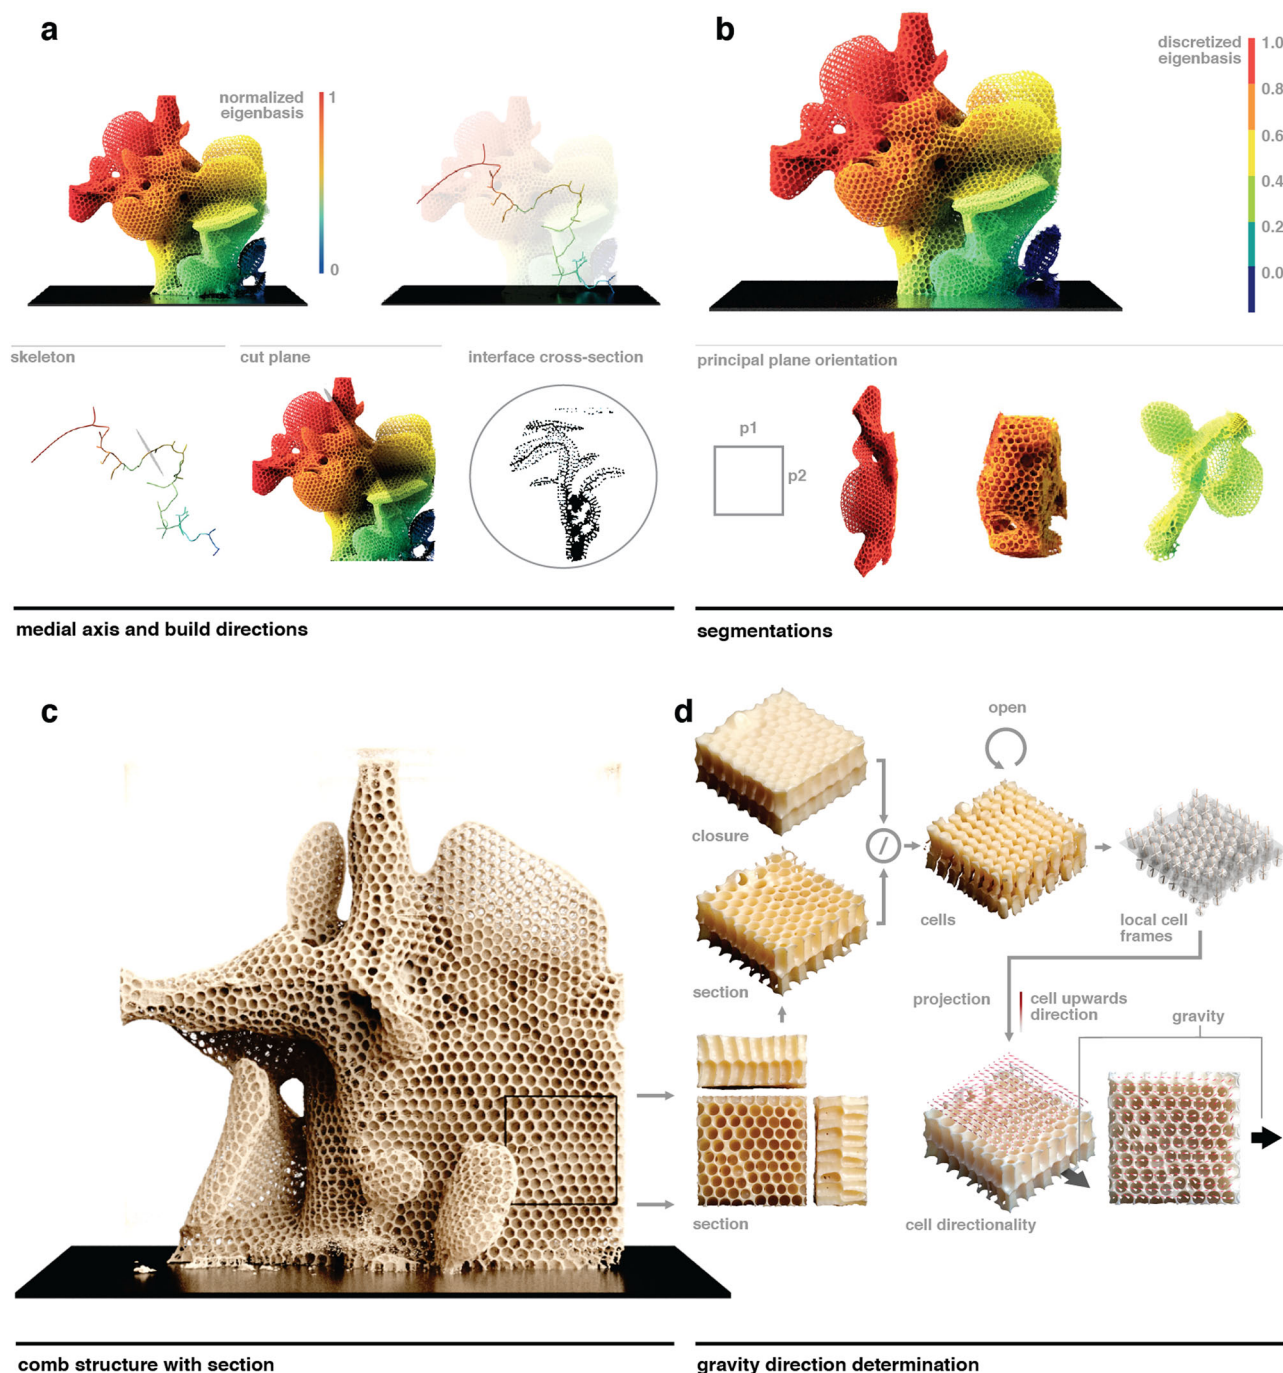 a
normalized
eigenbasis
1
0
skeleton
cut plane
interface cross-section
medial axis and build directions
b
discretized
eigenbasis
1.0
0.8
0.6
0.4
0.2
0.0
principal plane orientation
p1
p2
segmentations
c
comb structure with section
d
open
closure
/
cells
local cell
frames
section
projection
cell upwards
direction
gravity
section
cell directionality
gravity direction determination